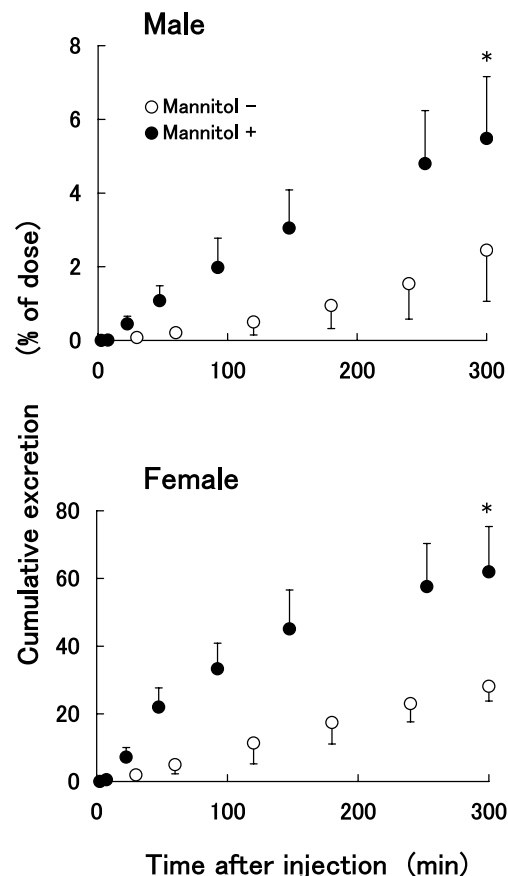 Male
8
6
4
2
0
*
Mannitol −
Mannitol +
0
100
200
300
(% of dose)
Cumulative excretion
Female
80
60
40
20
0
*
0
100
200
300
Time after injection (min)